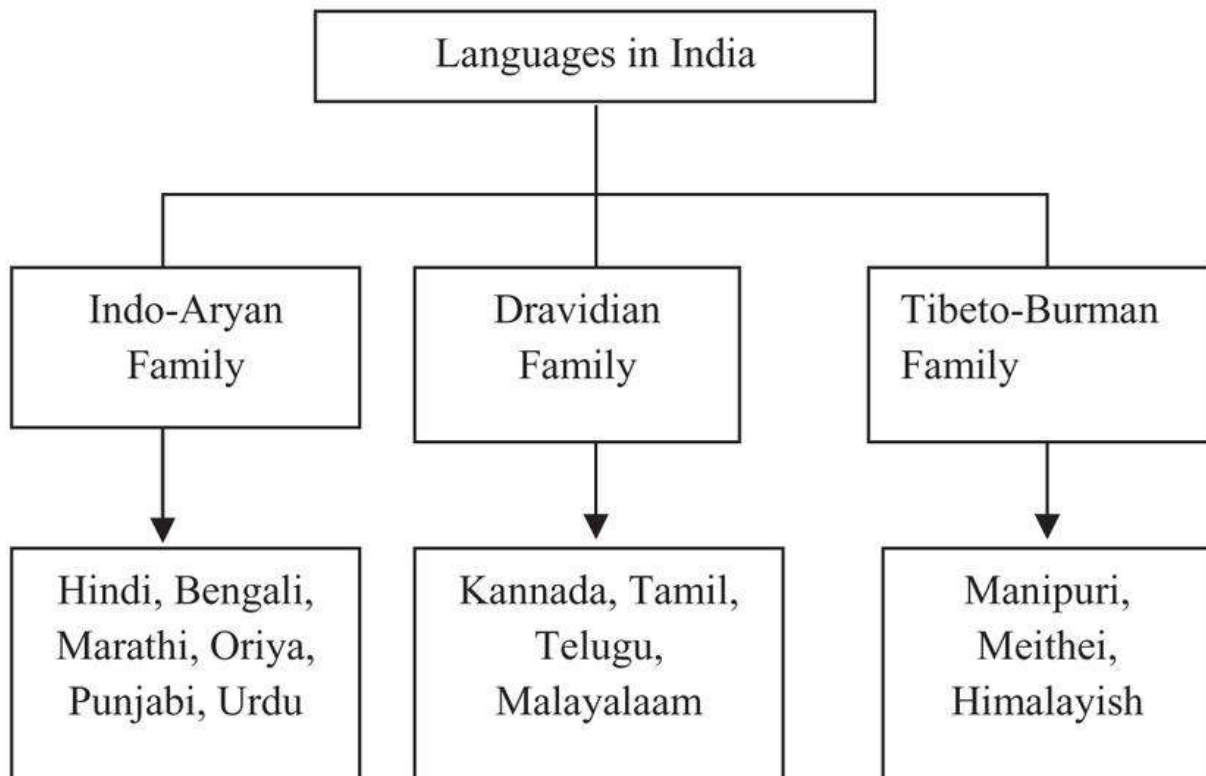 Languages in India
Indo-Aryan
Family
Dravidian
Family
Tibeto-Burman
Family
Hindi, Bengali,
Marathi, Oriya,
Punjabi, Urdu
Kannada, Tamil,
Telugu,
Malayalaam
Manipuri,
Meithei,
Himalayish